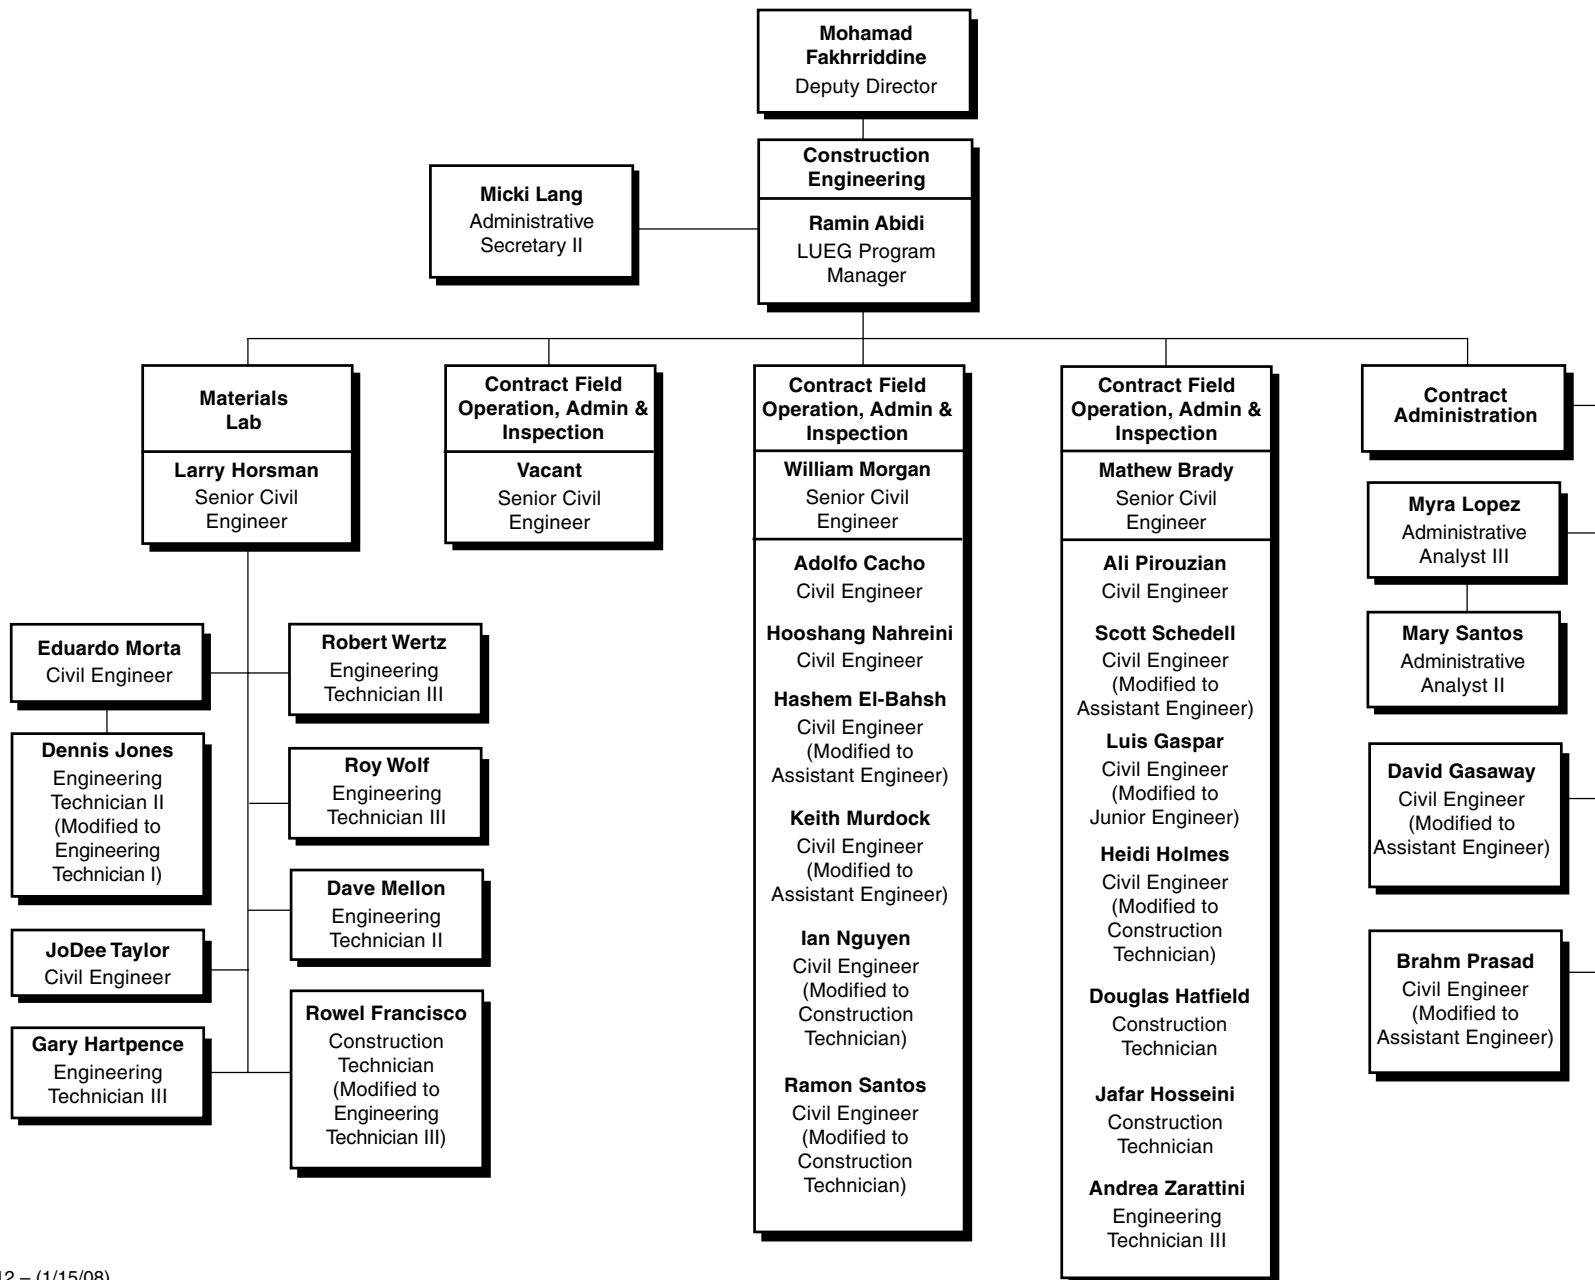 Mohamad
Fakhrriddine
Deputy Director
Construction
Engineering
Ramin Abidi
LUEG Program
Manager
Micki Lang
Administrative
Secretary II
Materials
Lab
Larry Horsman
Senior Civil
Engineer
Eduardo Morta
Civil Engineer
Dennis Jones
Engineering
Technician II
(Modified to
Engineering
Technician I)
JoDee Taylor
Civil Engineer
Gary Hartpence
Engineering
Technician III
Robert Wertz
Engineering
Technician III
Roy Wolf
Engineering
Technician III
Dave Mellon
Engineering
Technician II
Rowel Francisco
Construction
Technician
(Modified to
Engineering
Technician III)
Contract Field
Operation, Admin &
Inspection
Vacant
Senior Civil
Engineer
Contract Field
Operation, Admin &
Inspection
William Morgan
Senior Civil
Engineer
Adolfo Cacho
Civil Engineer
Hooshang Nahreini
Civil Engineer
Hashem El-Bahsh
Civil Engineer
(Modified to
Assistant Engineer)
Keith Murdock
Civil Engineer
(Modified to
Assistant Engineer)
Ian Nguyen
Civil Engineer
(Modified to
Construction
Technician)
Ramon Santos
Civil Engineer
(Modified to
Construction
Technician)
Contract Field
Operation, Admin &
Inspection
Mathew Brady
Senior Civil
Engineer
Ali Pirouzian
Civil Engineer
Scott Schedell
Civil Engineer
(Modified to
Assistant Engineer)
Luis Gaspar
Civil Engineer
(Modified to
Junior Engineer)
Heidi Holmes
Civil Engineer
(Modified to
Construction
Technician)
Douglas Hatfield
Construction
Technician
Jafar Hosseini
Construction
Technician
Andrea Zarattini
Engineering
Technician III
Contract
Administration
Myra Lopez
Administrative
Analyst III
Mary Santos
Administrative
Analyst II
David Gasaway
Civil Engineer
(Modified to
Assistant Engineer)
Brahm Prasad
Civil Engineer
(Modified to
Assistant Engineer)
12 – (1/15/08)